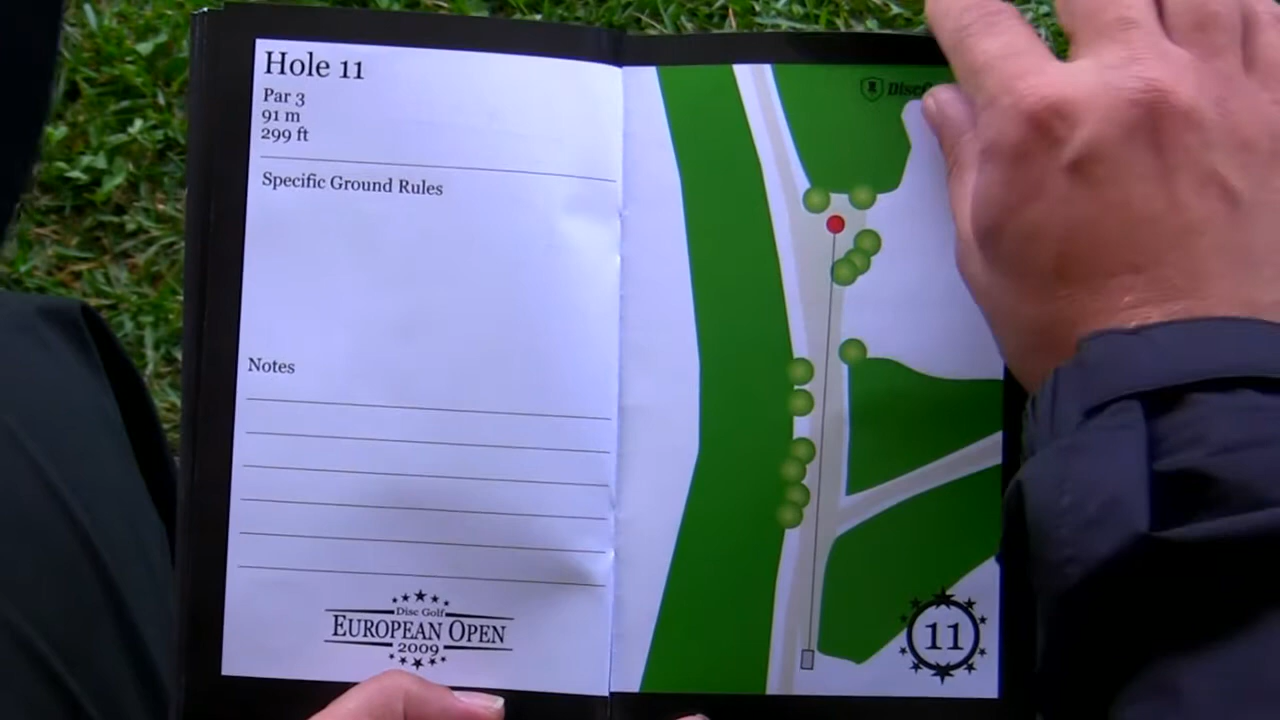 Hole 11
Par 3
91 m
299 ft
Specific Ground Rules
Notes
Disc Golf
EUROPEAN OPEN
2009
11